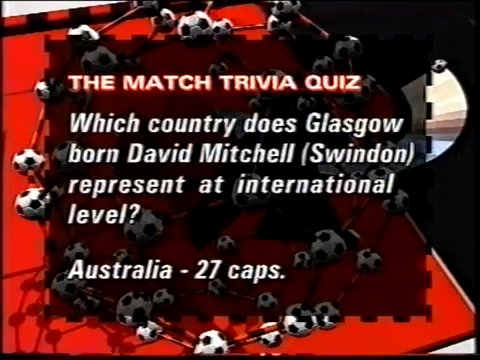 THE MATCH TRIVIA QUIZ
Which country does Glasgow
born David Mitchell (Swindon)
represent at international
level?
Australia - 27 caps.